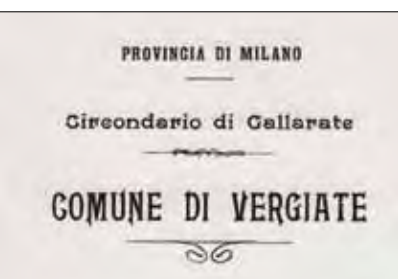 PROVINCIA DI MILANO
Circondario di Gallarate
COMUNE DI VERGIATE